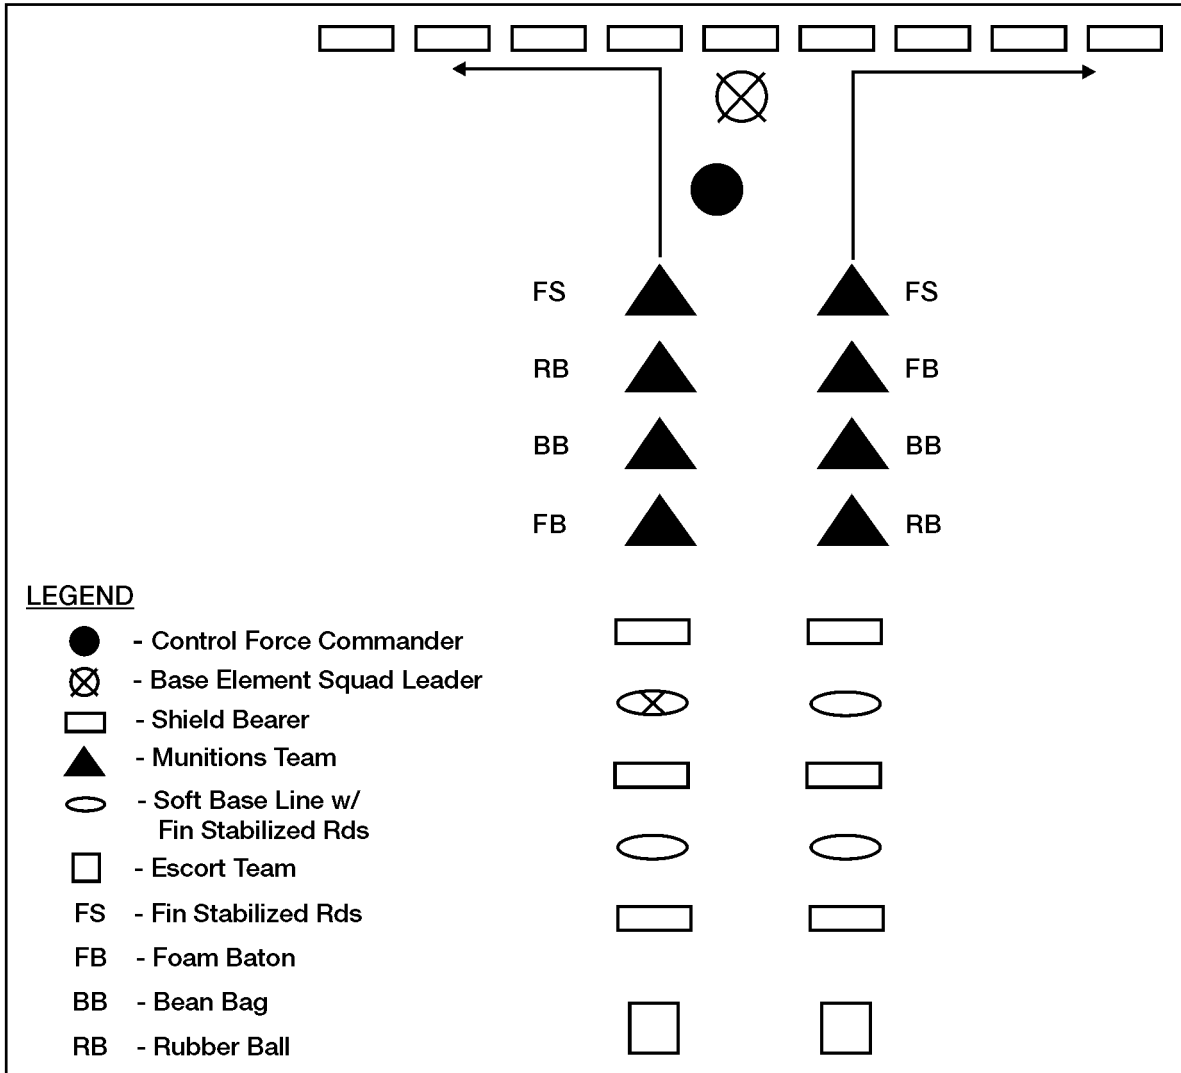 FS FS
RB FB
BB BB
FB RB
LEGEND
- Control Force Commander
- Base Element Squad Leader
- Shield Bearer
- Munitions Team
- Soft Base Line w/
Fin Stabilized Rds
- Escort Team
FS - Fin Stabilized Rds
FB - Foam Baton
BB - Bean Bag
RB - Rubber Ball